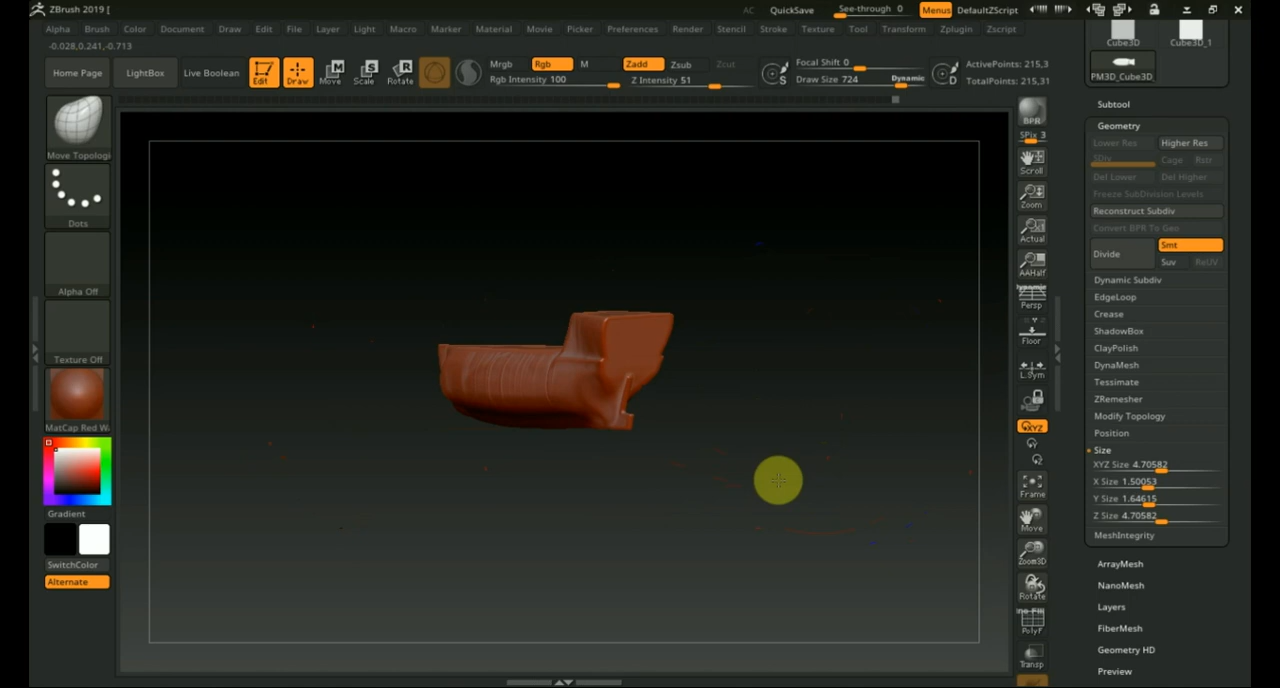 ZBrush 2019 [
AC QuickSave See-through 0 Menus DefaultZScript
Alpha Brush Color Document Draw Edit File Layer Light Macro Marker Material Movie Picker Preferences Render Stencil Stroke Texture Tool Transform Zplugin Zscript
-0.028,0.241,-0.713
Home Page LightBox Live Boolean Edit Draw Move Scale Rotate
Mrgb Rgb M Zadd Zsub Zcut Focal Shift 0 ActivePoints: 215,3
Rgb Intensity 100 Z Intensity 51 Draw Size 724 Dynamic TotalPoints: 215,31
S D
Move Topologi
Dots
Alpha Off
Texture Off
MatCap Red W
Gradient
SwitchColor
Alternate
BPR
SPix 3
Scroll
Zoom
Actual
AAHalf
Dynamic
Persp
Floor
L.Sym
XYZ
Frame
Move
Zoom3D
Rotate
PolyF
Transp
Cube3D Cube3D_1
PM3D_Cube3D_
Subtool
Geometry
Lower Res Higher Res
SDiv Cage Rstr
Del Lower Del Higher
Freeze SubDivision Levels
Reconstruct Subdiv
Convert BPR To Geo
Divide Smt
Suv ReUV
Dynamic Subdiv
EdgeLoop
Crease
ShadowBox
ClayPolish
DynaMesh
Tessimate
ZRemesher
Modify Topology
Position
Size
XYZ Size 4.70582
X Size 1.50053
Y Size 1.64615
Z Size 4.70582
MeshIntegrity
ArrayMesh
NanoMesh
Layers
FiberMesh
Geometry HD
Preview